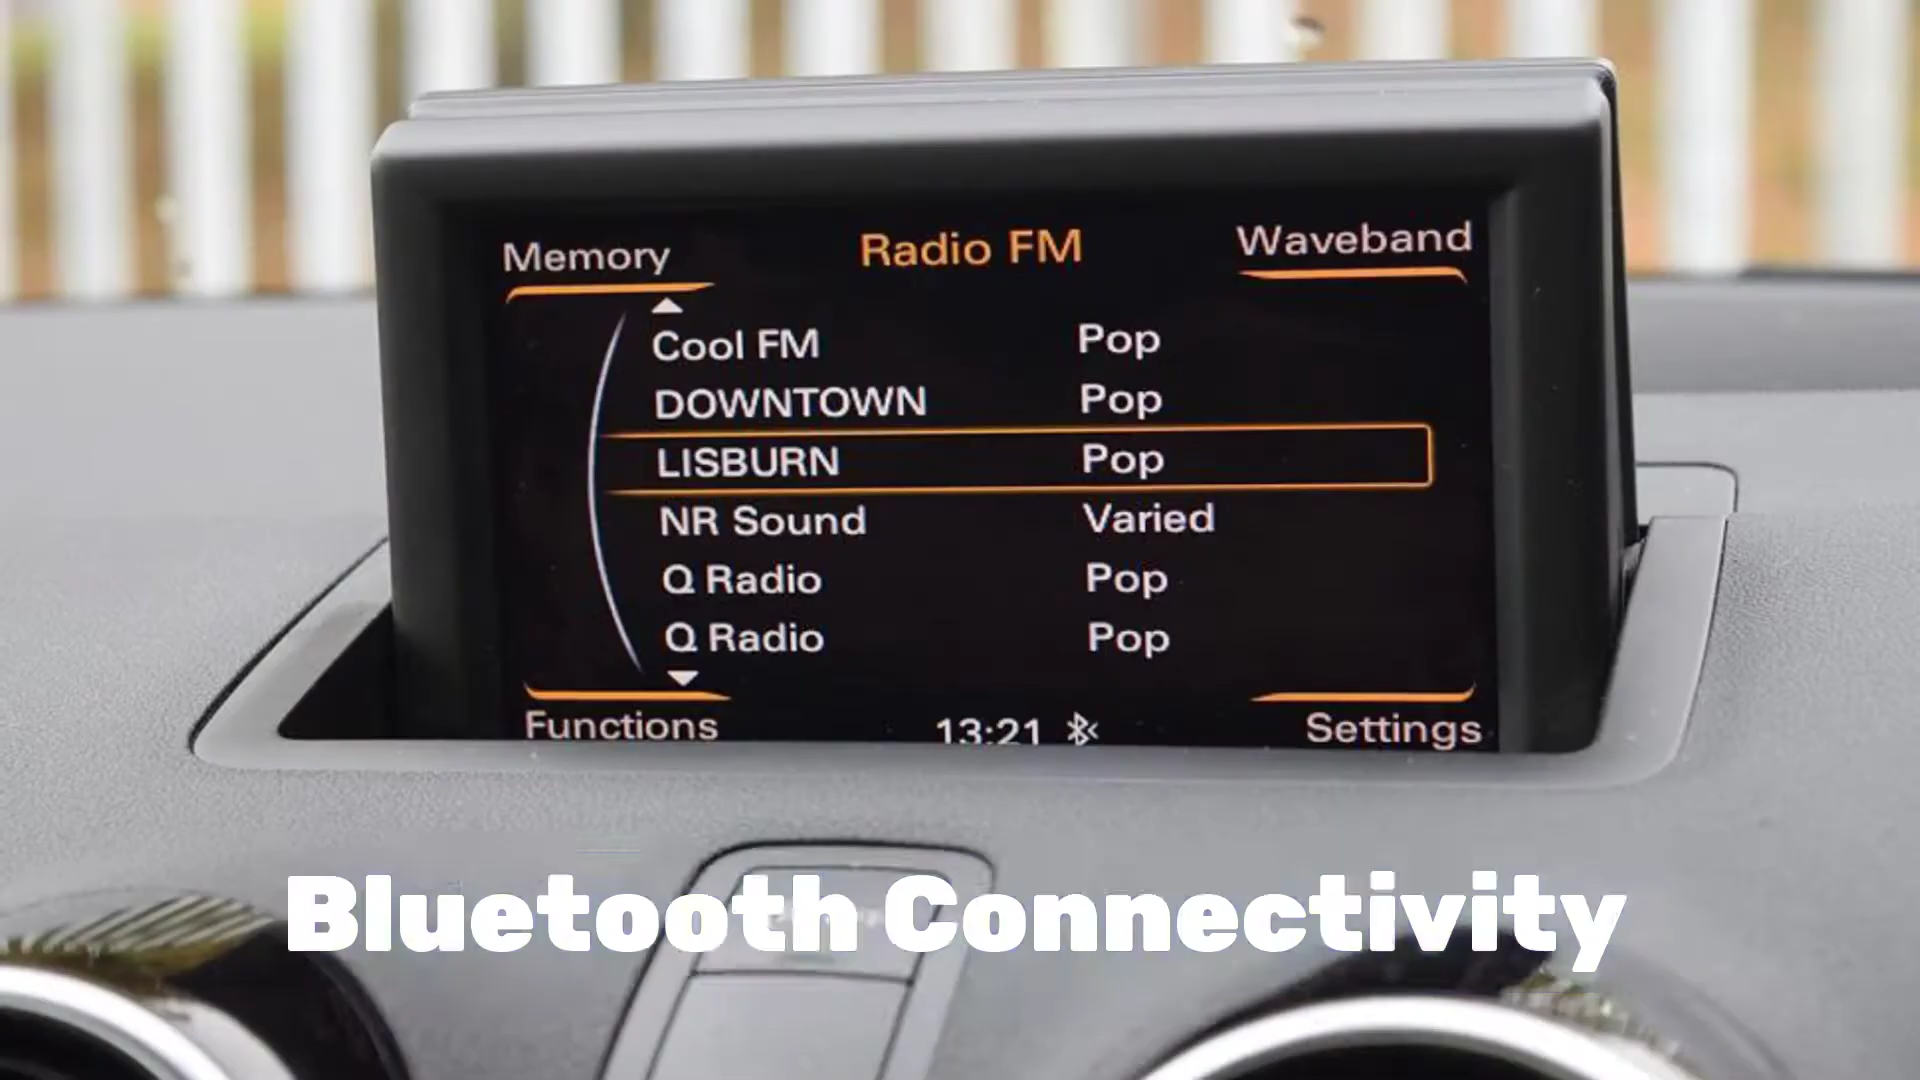 Memory Radio FM Waveband
Cool FM Pop
DOWNTOWN Pop
LISBURN Pop
NR Sound Varied
Q Radio Pop
Q Radio Pop
Functions 13:21 Settings
Bluetooth Connectivity